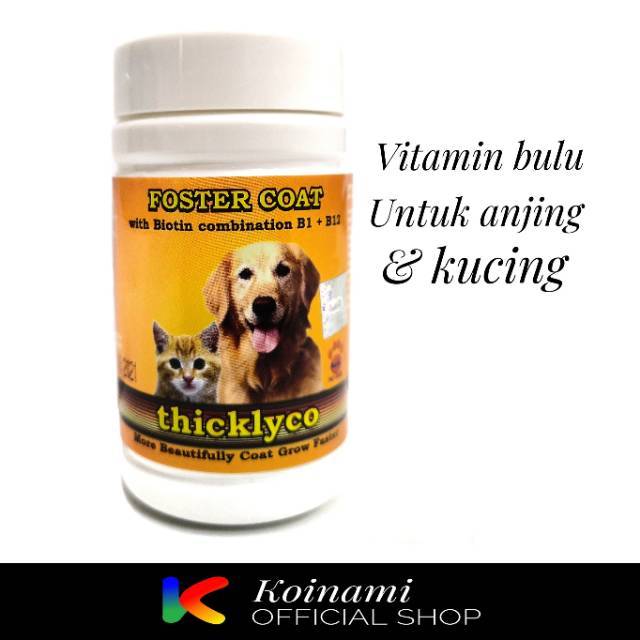 FOSTER COAT
with Biotin combination B1 + B12
thicklyco
More Beautifully Coat Grow Faster
2021
Vitamin bulu
Untuk anjing
& kucing
Koinami
OFFICIAL SHOP